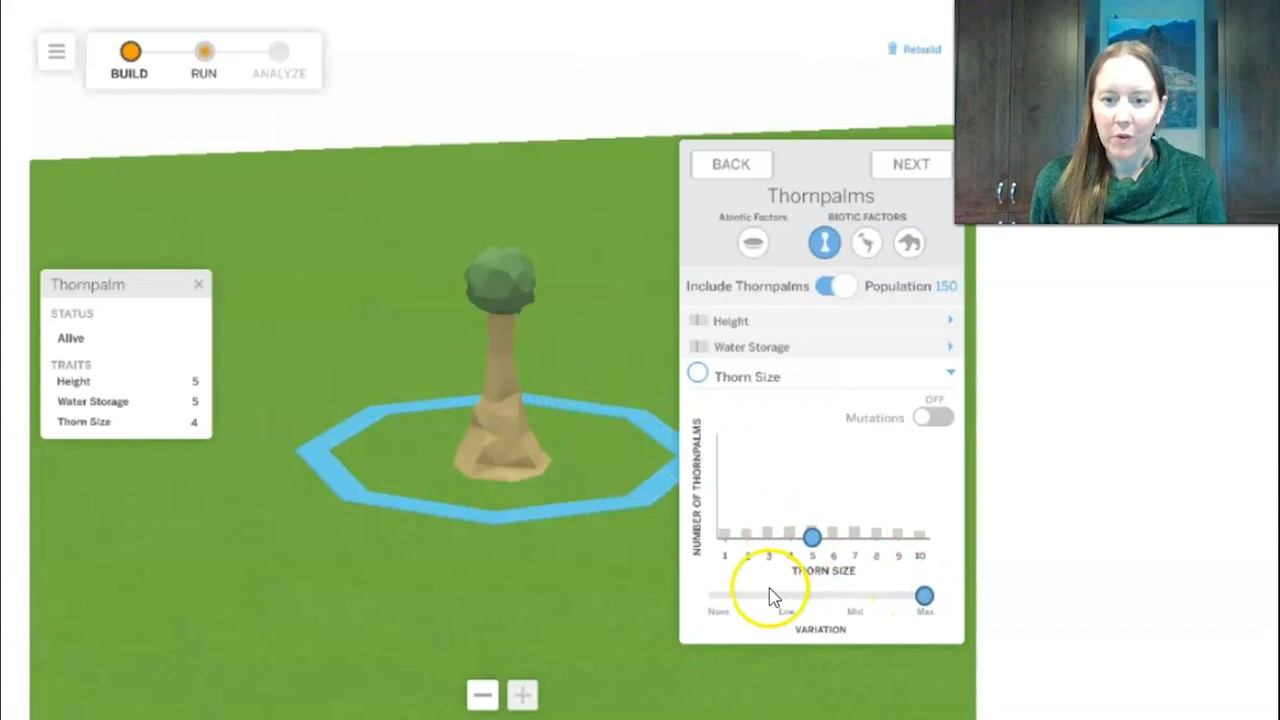 BUILD RUN ANALYZE
Rebuild
BACK NEXT
Thornpalms
Abiotic Factors BIOTIC FACTORS
Include Thornpalms Population 150
Height
Water Storage
Thorn Size
OFF
Mutations
NUMBER OF THORNPALMS
1 2 3 4 5 6 7 8 9 10
THORN SIZE
None Low Mid Max
VARIATION
Thornpalm
STATUS
Alive
TRAITS
Height 5
Water Storage 5
Thorn Size 4